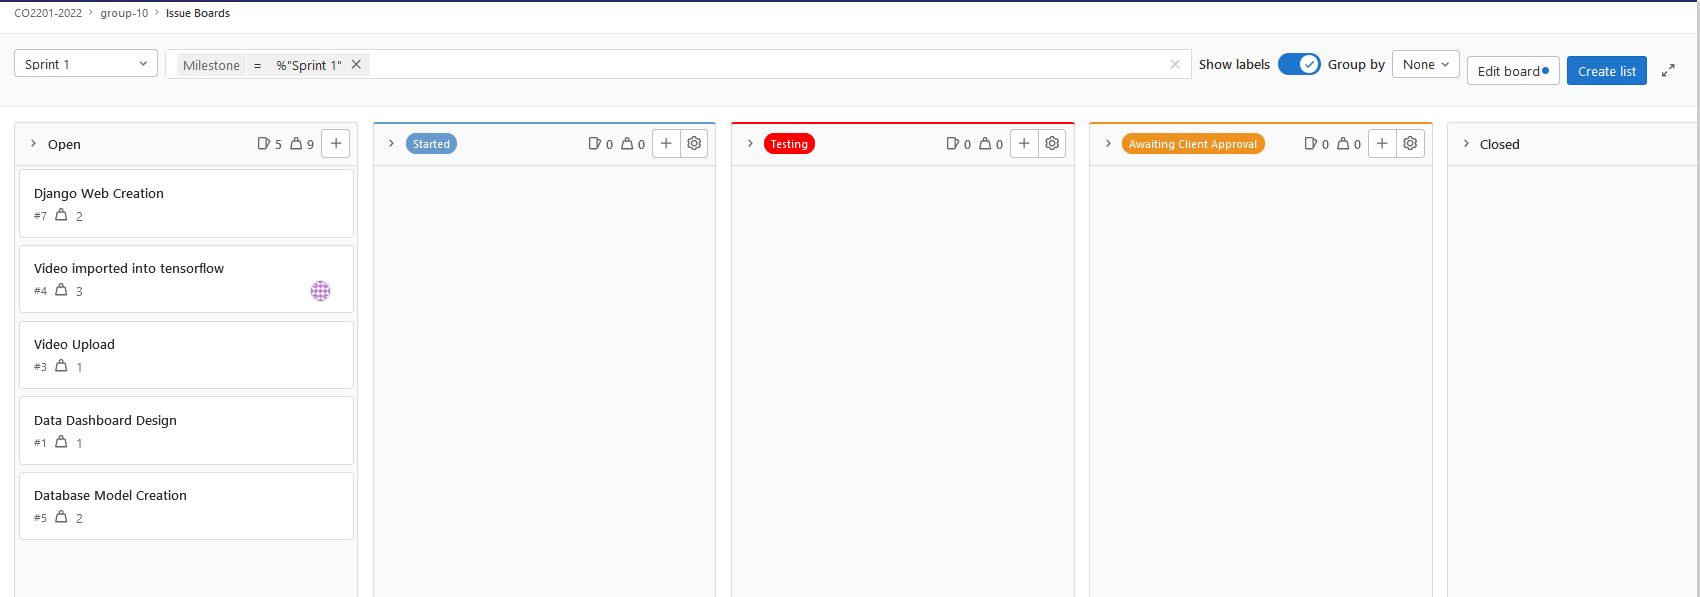 CO2201-2022 › group-10 › Issue Boards
Sprint 1
Milestone = %"Sprint 1"
Show labels
Group by
None
Edit board
Create list
Open 5 9
Django Web Creation
#7 2
Video imported into tensorflow
#4 3
Video Upload
#3 1
Data Dashboard Design
#1 1
Database Model Creation
#5 2
Started 0 0
Testing 0 0
Awaiting Client Approval 0 0
Closed